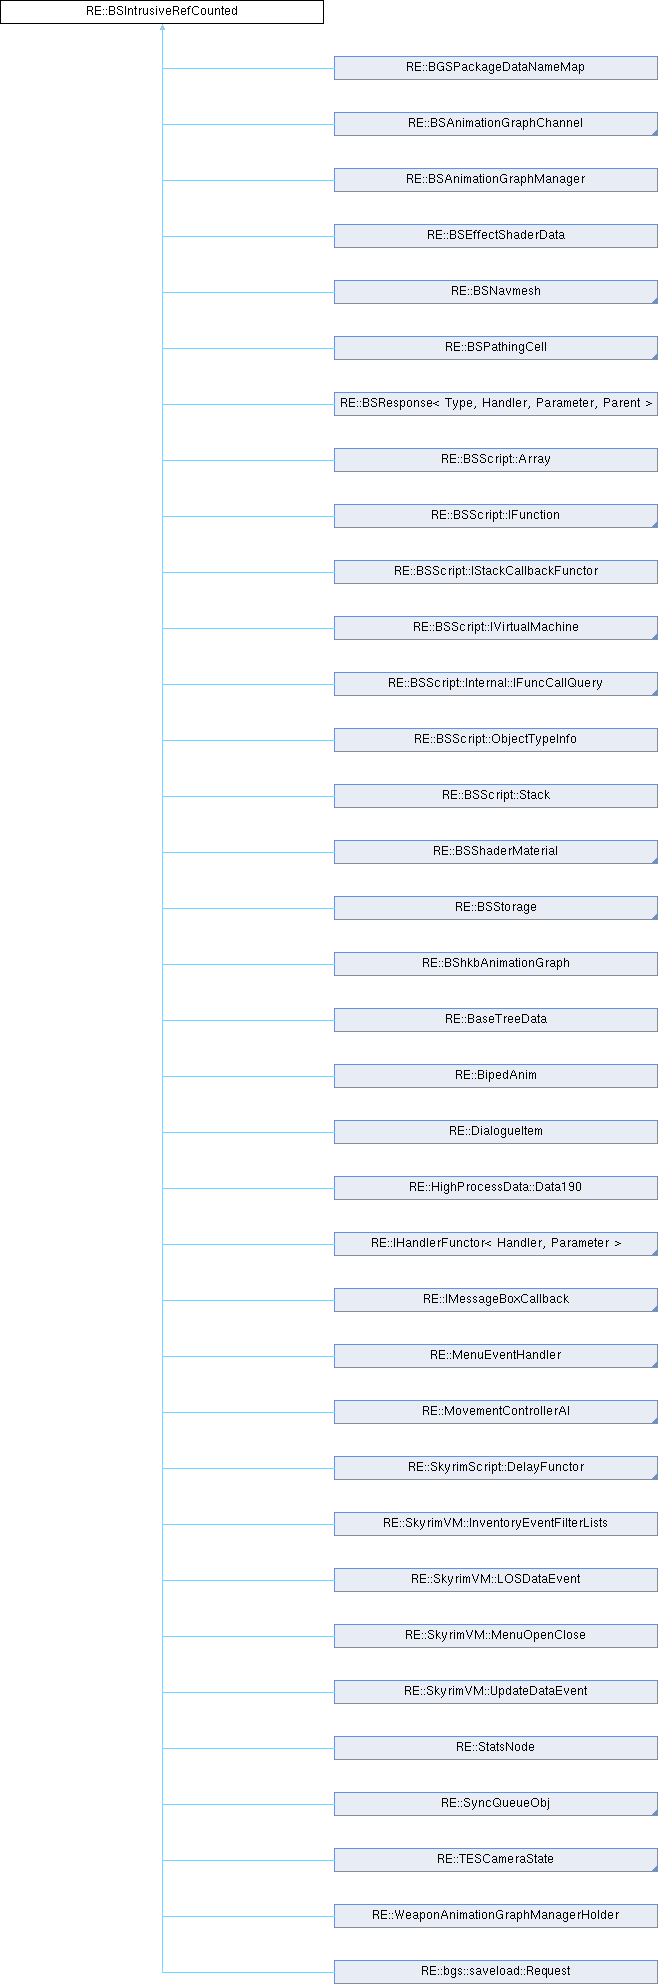 RE::BSIntrusiveRefCounted
RE::BGSPackageDataNameMap
RE::BSAnimationGraphChannel
RE::BSAnimationGraphManager
RE::BSEffectShaderData
RE::BSNavmesh
RE::BSPathingCell
RE::BSResponse< Type, Handler, Parameter, Parent >
RE::BSScript::Array
RE::BSScript::IFunction
RE::BSScript::IStackCallbackFunctor
RE::BSScript::IVirtualMachine
RE::BSScript::Internal::IFuncCallQuery
RE::BSScript::ObjectTypeInfo
RE::BSScript::Stack
RE::BSShaderMaterial
RE::BSStorage
RE::BShkbAnimationGraph
RE::BaseTreeData
RE::BipedAnim
RE::DialogueItem
RE::HighProcessData::Data190
RE::IHandlerFunctor< Handler, Parameter >
RE::IMessageBoxCallback
RE::MenuEventHandler
RE::MovementControllerAI
RE::SkyrimScript::DelayFunctor
RE::SkyrimVM::InventoryEventFilterLists
RE::SkyrimVM::LOSDataEvent
RE::SkyrimVM::MenuOpenClose
RE::SkyrimVM::UpdateDataEvent
RE::StatsNode
RE::SyncQueueObj
RE::TESCameraState
RE::WeaponAnimationGraphManagerHolder
RE::bgs::saveload::Request